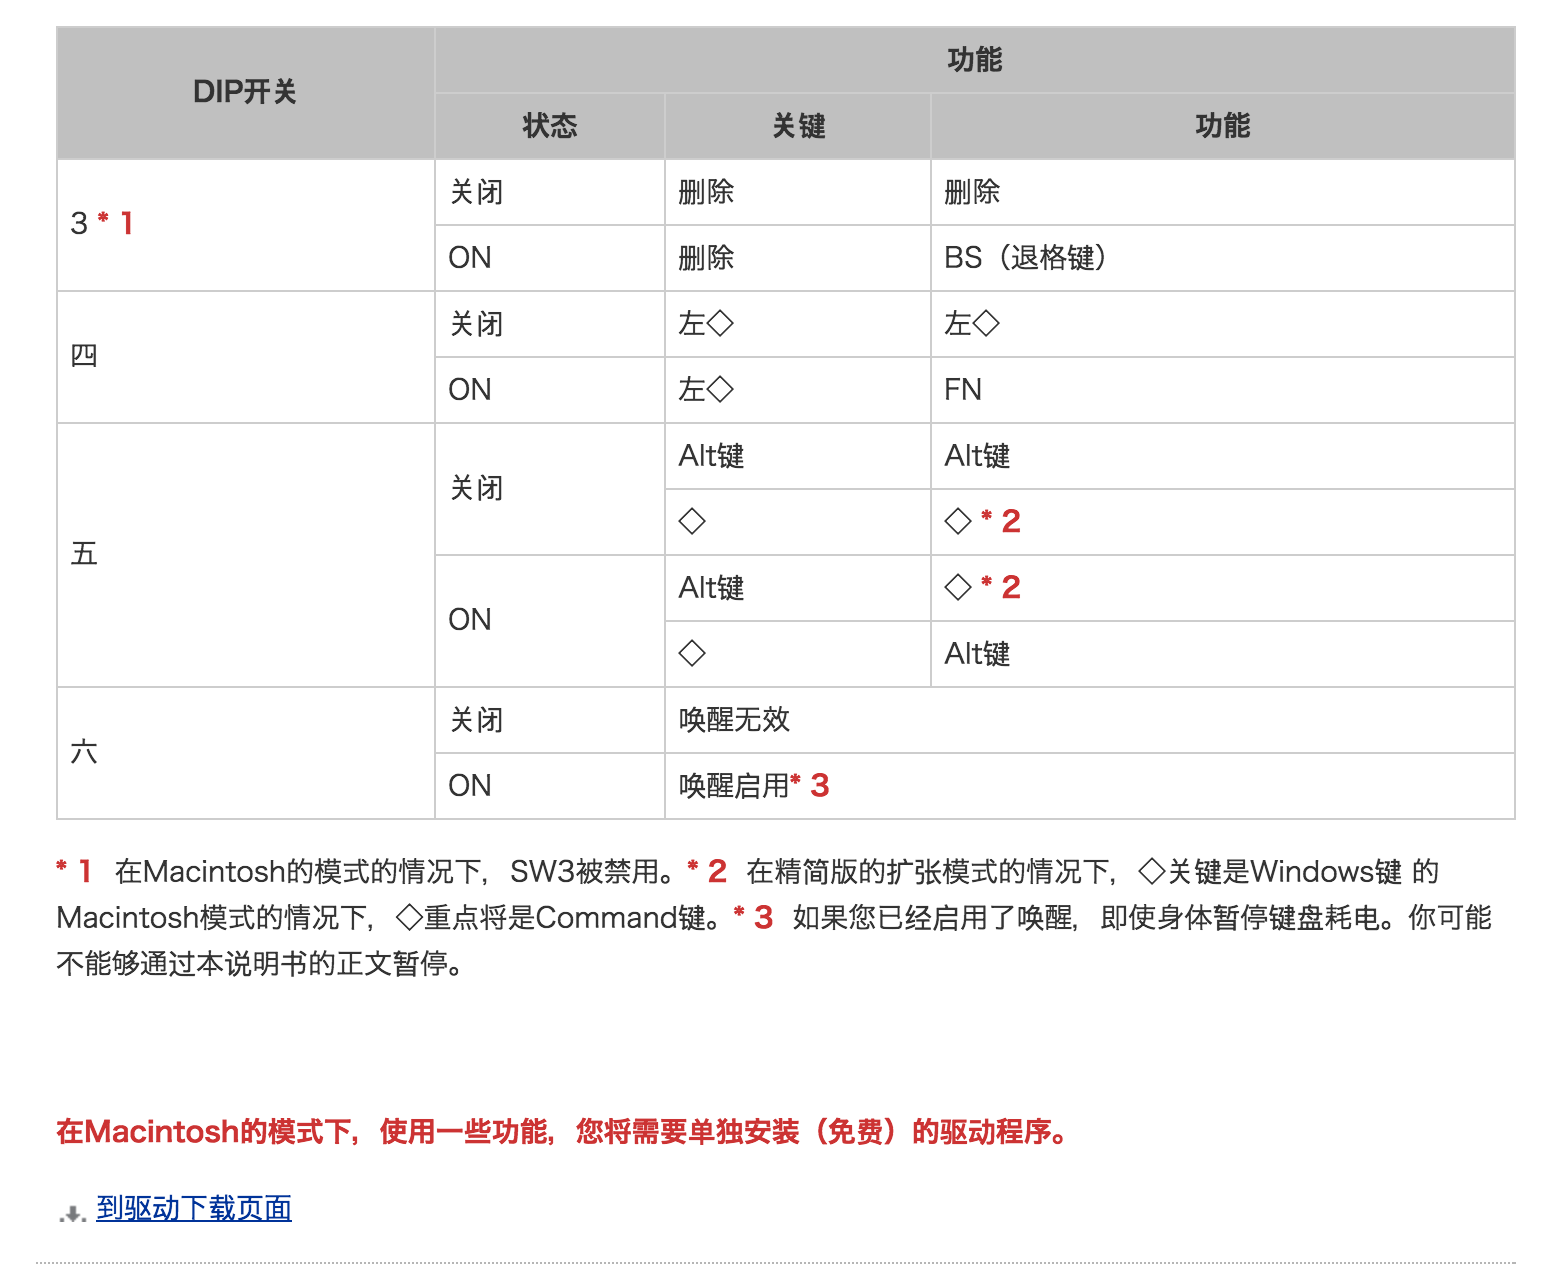 DIP开关
功能
状态 关键 功能
3 * 1
关闭 删除 删除
ON 删除 BS（退格键）
四
关闭 左◇ 左◇
ON 左◇ FN
五
关闭
Alt键 Alt键
◇ ◇ * 2
ON
Alt键 ◇ * 2
◇ Alt键
六
关闭 唤醒无效
ON 唤醒启用* 3
* 1 在Macintosh的模式的情况下，SW3被禁用。* 2 在精简版的扩张模式的情况下，◇关键是Windows键 的
Macintosh模式的情况下，◇重点将是Command键。* 3 如果您已经启用了唤醒，即使身体暂停键盘耗电。你可能
不能够通过本说明书的正文暂停。
在Macintosh的模式下，使用一些功能，您将需要单独安装（免费）的驱动程序。
到驱动下载页面